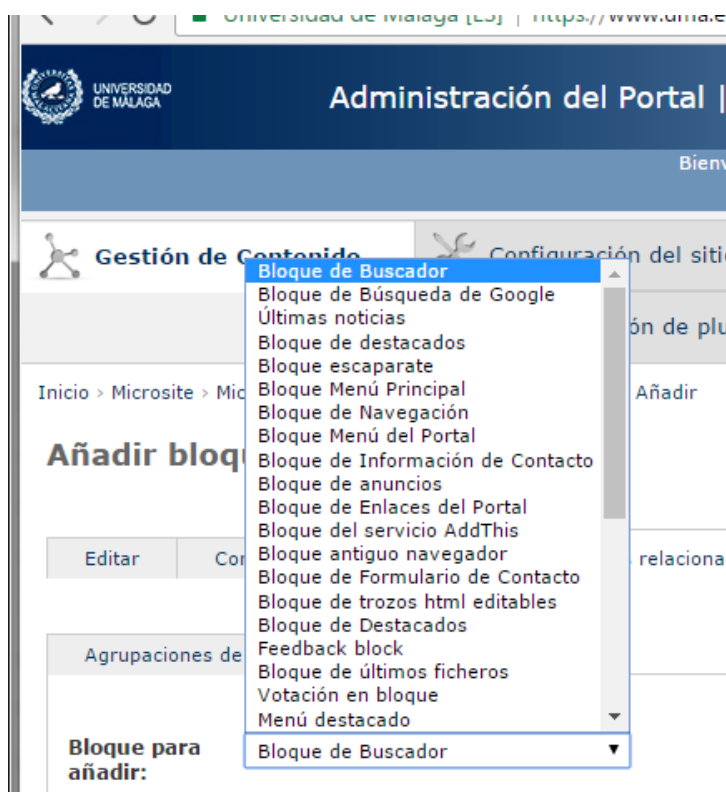 Universidad de Málaga [ES] | https://www.uma.e
UNIVERSIDAD
DE MÁLAGA
Administración del Portal |
Bienv
Gestión de Contenido
Configuración del siti
ón de plu
Inicio › Microsite › Mic
Añadir
Añadir bloqu
Editar
Con
relaciona
Agrupaciones de
Bloque de Buscador
Bloque de Búsqueda de Google
Últimas noticias
Bloque de destacados
Bloque escaparate
Bloque Menú Principal
Bloque de Navegación
Bloque Menú del Portal
Bloque de Información de Contacto
Bloque de anuncios
Bloque de Enlaces del Portal
Bloque del servicio AddThis
Bloque antiguo navegador
Bloque de Formulario de Contacto
Bloque de trozos html editables
Bloque de Destacados
Feedback block
Bloque de últimos ficheros
Votación en bloque
Menú destacado
Bloque para
añadir:
Bloque de Buscador